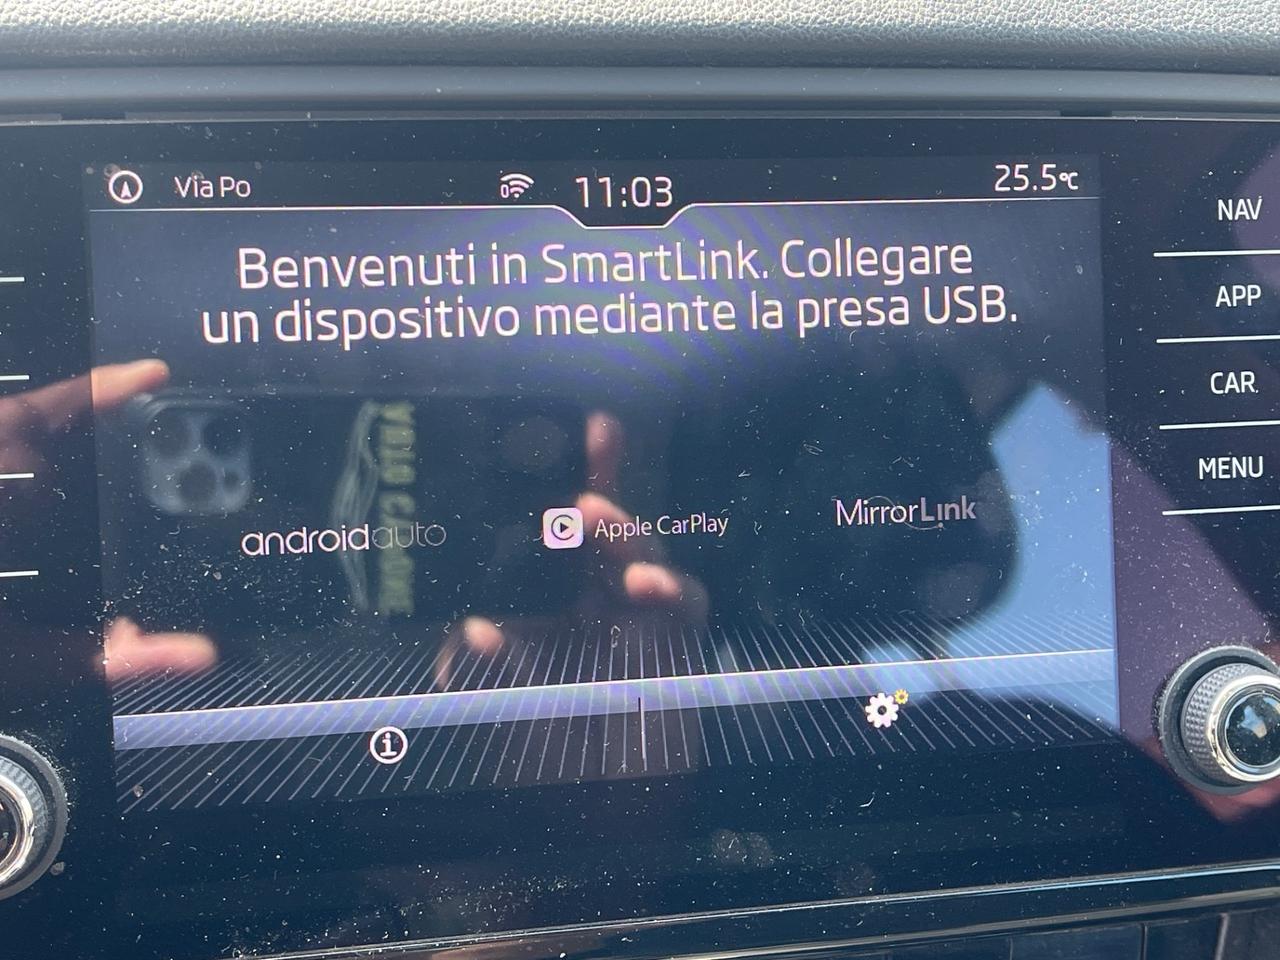 Via Po
0
11:03
25.5°C
NAV
Benvenuti in SmartLink. Collegare
un dispositivo mediante la presa USB.
APP
CAR
MENU
androidauto
Apple CarPlay
MirrorLink